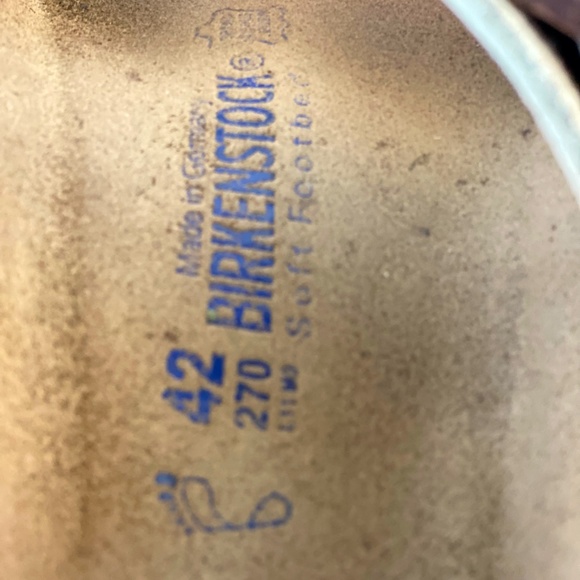 Made in Germany
BIRKENSTOCK®
Soft Footbed
42
270